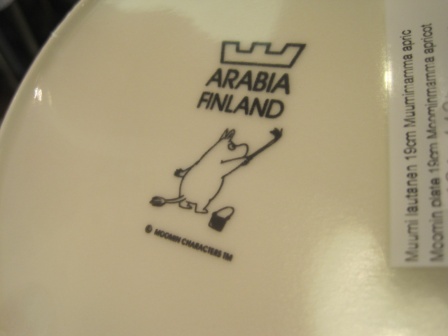 ARABIA
FINLAND
© MOOMIN CHARACTERS TM
Muumi lautanen 19cm Muumimamma apric
Moomin plate 19cm Moominmamma apricot